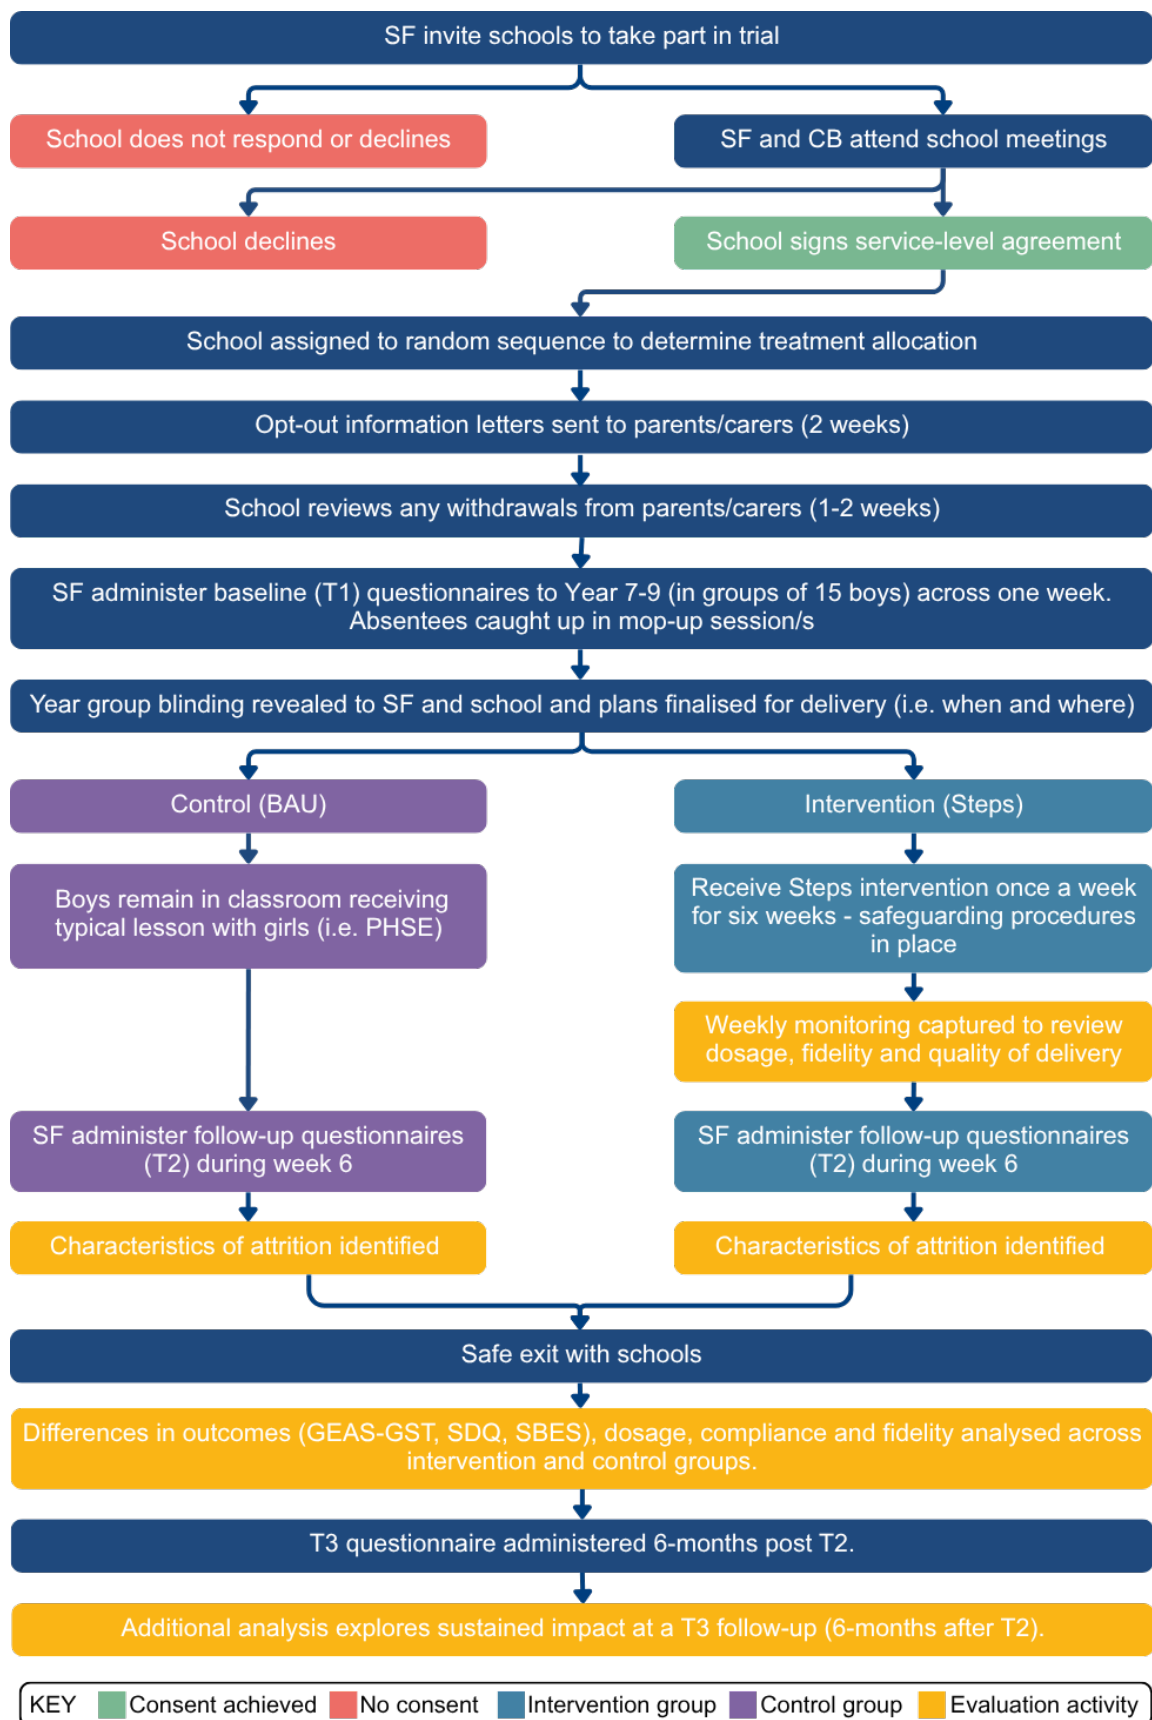 SF invite schools to take part in trial
School does not respond or declines
SF and CB attend school meetings
School declines
School signs service-level agreement
School assigned to random sequence to determine treatment allocation
Opt-out information letters sent to parents/carers (2 weeks)
School reviews any withdrawals from parents/carers (1-2 weeks)
SF administer baseline (T1) questionnaires to Year 7-9 (in groups of 15 boys) across one week.
Absentees caught up in mop-up session/s
Year group blinding revealed to SF and school and plans finalised for delivery (i.e. when and where)
Control (BAU)
Intervention (Steps)
Boys remain in classroom receiving
typical lesson with girls (i.e. PHSE)
Receive Steps intervention once a week
for six weeks - safeguarding procedures
in place
Weekly monitoring captured to review
dosage, fidelity and quality of delivery
SF administer follow-up questionnaires
(T2) during week 6
SF administer follow-up questionnaires
(T2) during week 6
Characteristics of attrition identified
Characteristics of attrition identified
Safe exit with schools
Differences in outcomes (GEAS-GST, SDQ, SBES), dosage, compliance and fidelity analysed across
intervention and control groups.
T3 questionnaire administered 6-months post T2.
Additional analysis explores sustained impact at a T3 follow-up (6-months after T2).
KEY Consent achieved No consent Intervention group Control group Evaluation activity